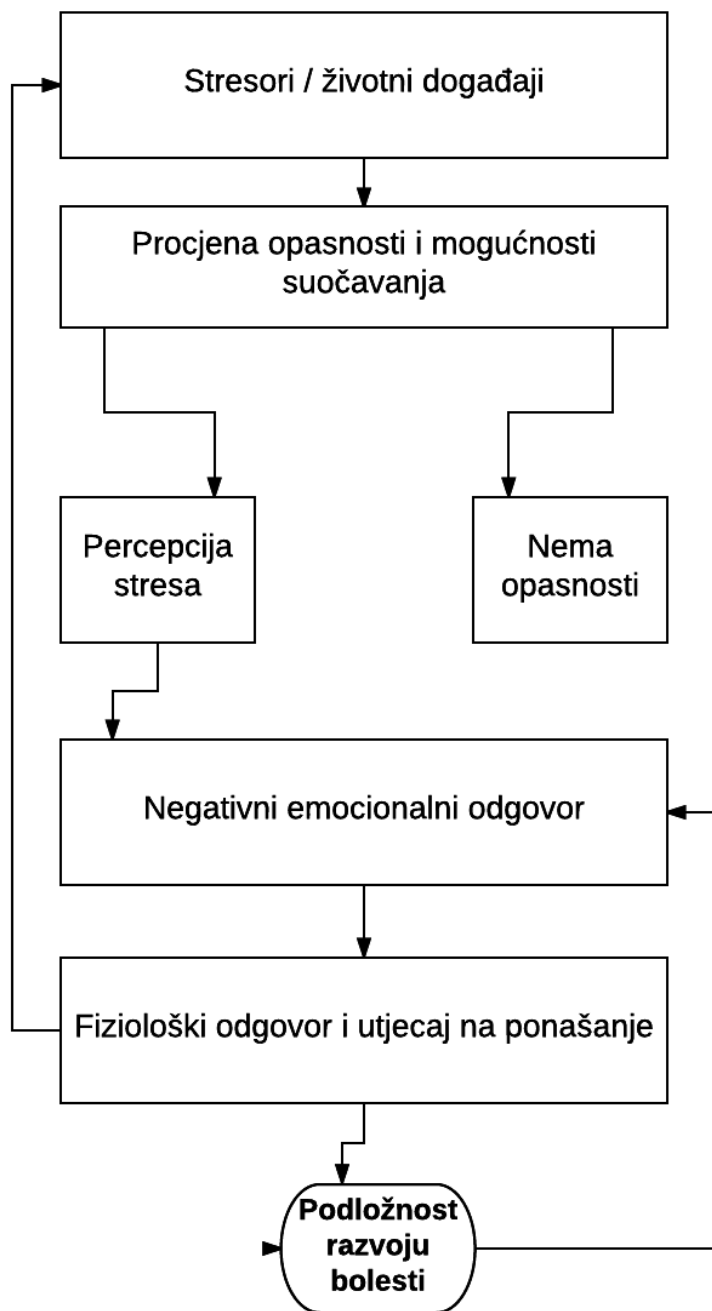 Stresori / životni događaji
Procjena opasnosti i mogućnosti
suočavanja
Percepcija
stresa
Nema
opasnosti
Negativni emocionalni odgovor
Fiziološki odgovor i utjecaj na ponašanje
Podložnost
razvoju
bolesti